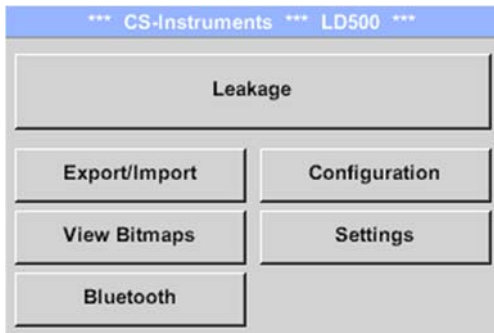 *** CS-Instruments *** LD500 ***
Leakage
Export/Import
Configuration
View Bitmaps
Settings
Bluetooth